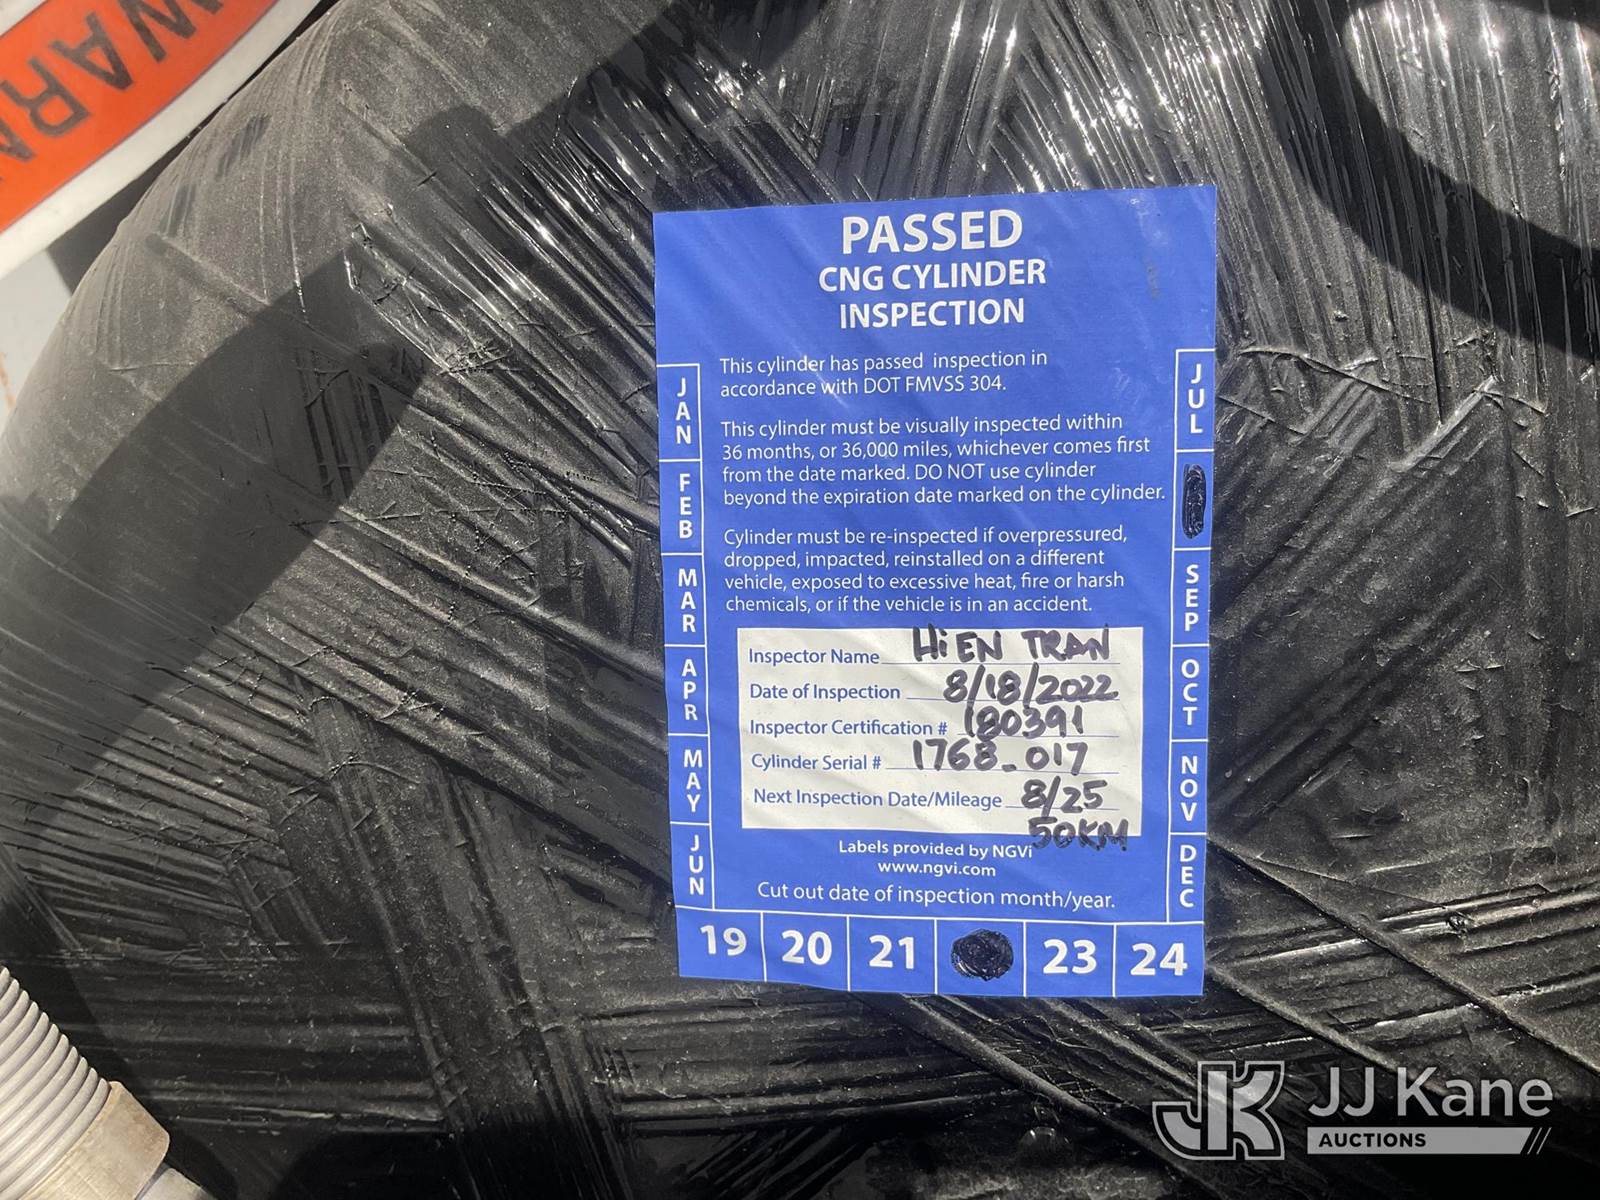 WARN
PASSED
CNG CYLINDER
INSPECTION
This cylinder has passed inspection in
accordance with DOT FMVSS 304.
This cylinder must be visually inspected within
36 months, or 36,000 miles, whichever comes first
from the date marked. DO NOT use cylinder
beyond the expiration date marked on the cylinder.
Cylinder must be re-inspected if overpressured,
dropped, impacted, reinstalled on a different
vehicle, exposed to excessive heat, fire or harsh
chemicals, or if the vehicle is in an accident.
Inspector Name HiEN TRAN
Date of Inspection 8/18/2022
Inspector Certification # 180391
Cylinder Serial # 1768-017
Next Inspection Date/Mileage 8/25
50KM
Labels provided by NGVi
www.ngvi.com
Cut out date of inspection month/year.
JAN
FEB
MAR
APR
MAY
JUN
JUL
SEP
OCT
NOV
DEC
19 20 21 23 24
JK JJ Kane
AUCTIONS